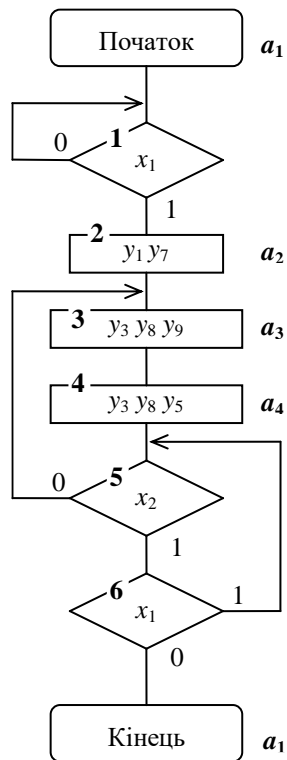 Початок a₁
1
0 x₁
1
2
y₁ y₇ a₂
3 y₃ y₈ y₉ a₃
4
y₃ y₈ y₅ a₄
5
0 x₂
1
6
x₁ 1
0
Кінець a₁